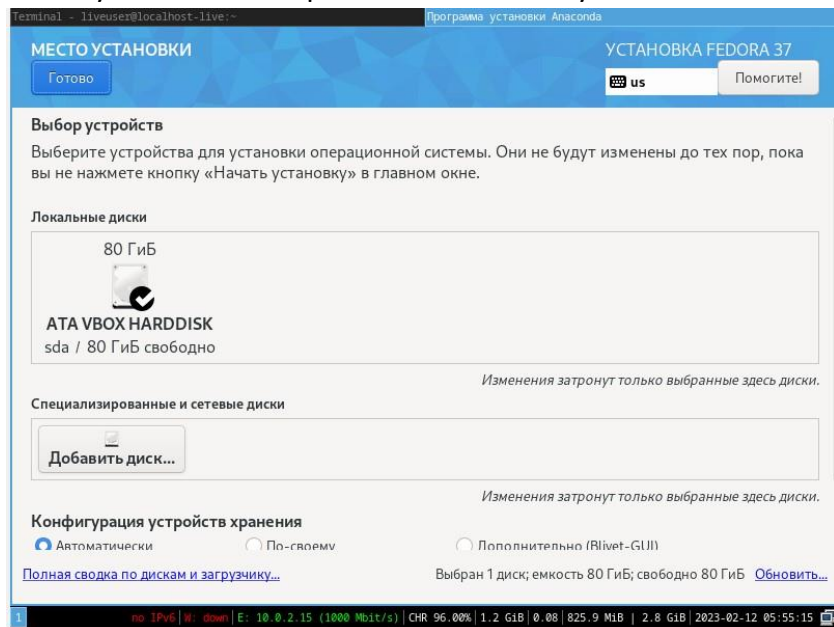 Terminal - liveuser@localhost-live:~
Программа установки Anaconda
МЕСТО УСТАНОВКИ
УСТАНОВКА FEDORA 37
Готово
us
Помогите!
Выбор устройств
Выберите устройства для установки операционной системы. Они не будут изменены до тех пор, пока
вы не нажмете кнопку «Начать установку» в главном окне.
Локальные диски
80 ГиБ
ATA VBOX HARDDISK
sda / 80 ГиБ свободно
Изменения затронут только выбранные здесь диски.
Специализированные и сетевые диски
Добавить диск...
Изменения затронут только выбранные здесь диски.
Конфигурация устройств хранения
Автоматически
По-своему
Дополнительно (Blivet-GUI)
Полная сводка по дискам и загрузчику...
Выбран 1 диск; емкость 80 ГиБ; свободно 80 ГиБ Обновить...
1
no IPv6|W: down|E: 10.0.2.15 (1000 Mbit/s)|CHR 96.00%|1.2 GiB|0.08|825.9 MiB | 2.8 GiB|2023-02-12 05:55:15